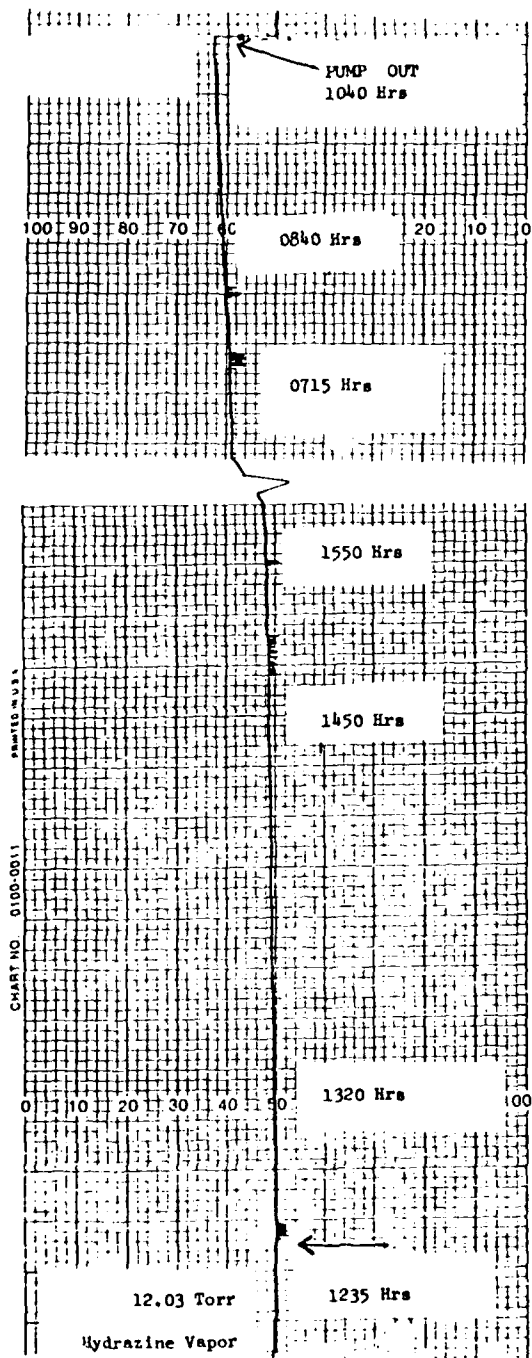 PUMP OUT
1040 Hrs
100 90 80 70 60 20 10 0
0840 Hrs
0715 Hrs
1550 Hrs
PRINTED IN U.S.A.
1450 Hrs
CHART NO. 0100-0011
1320 Hrs
0 10 20 30 40 50 100
12.03 Torr
1235 Hrs
Hydrazine Vapor